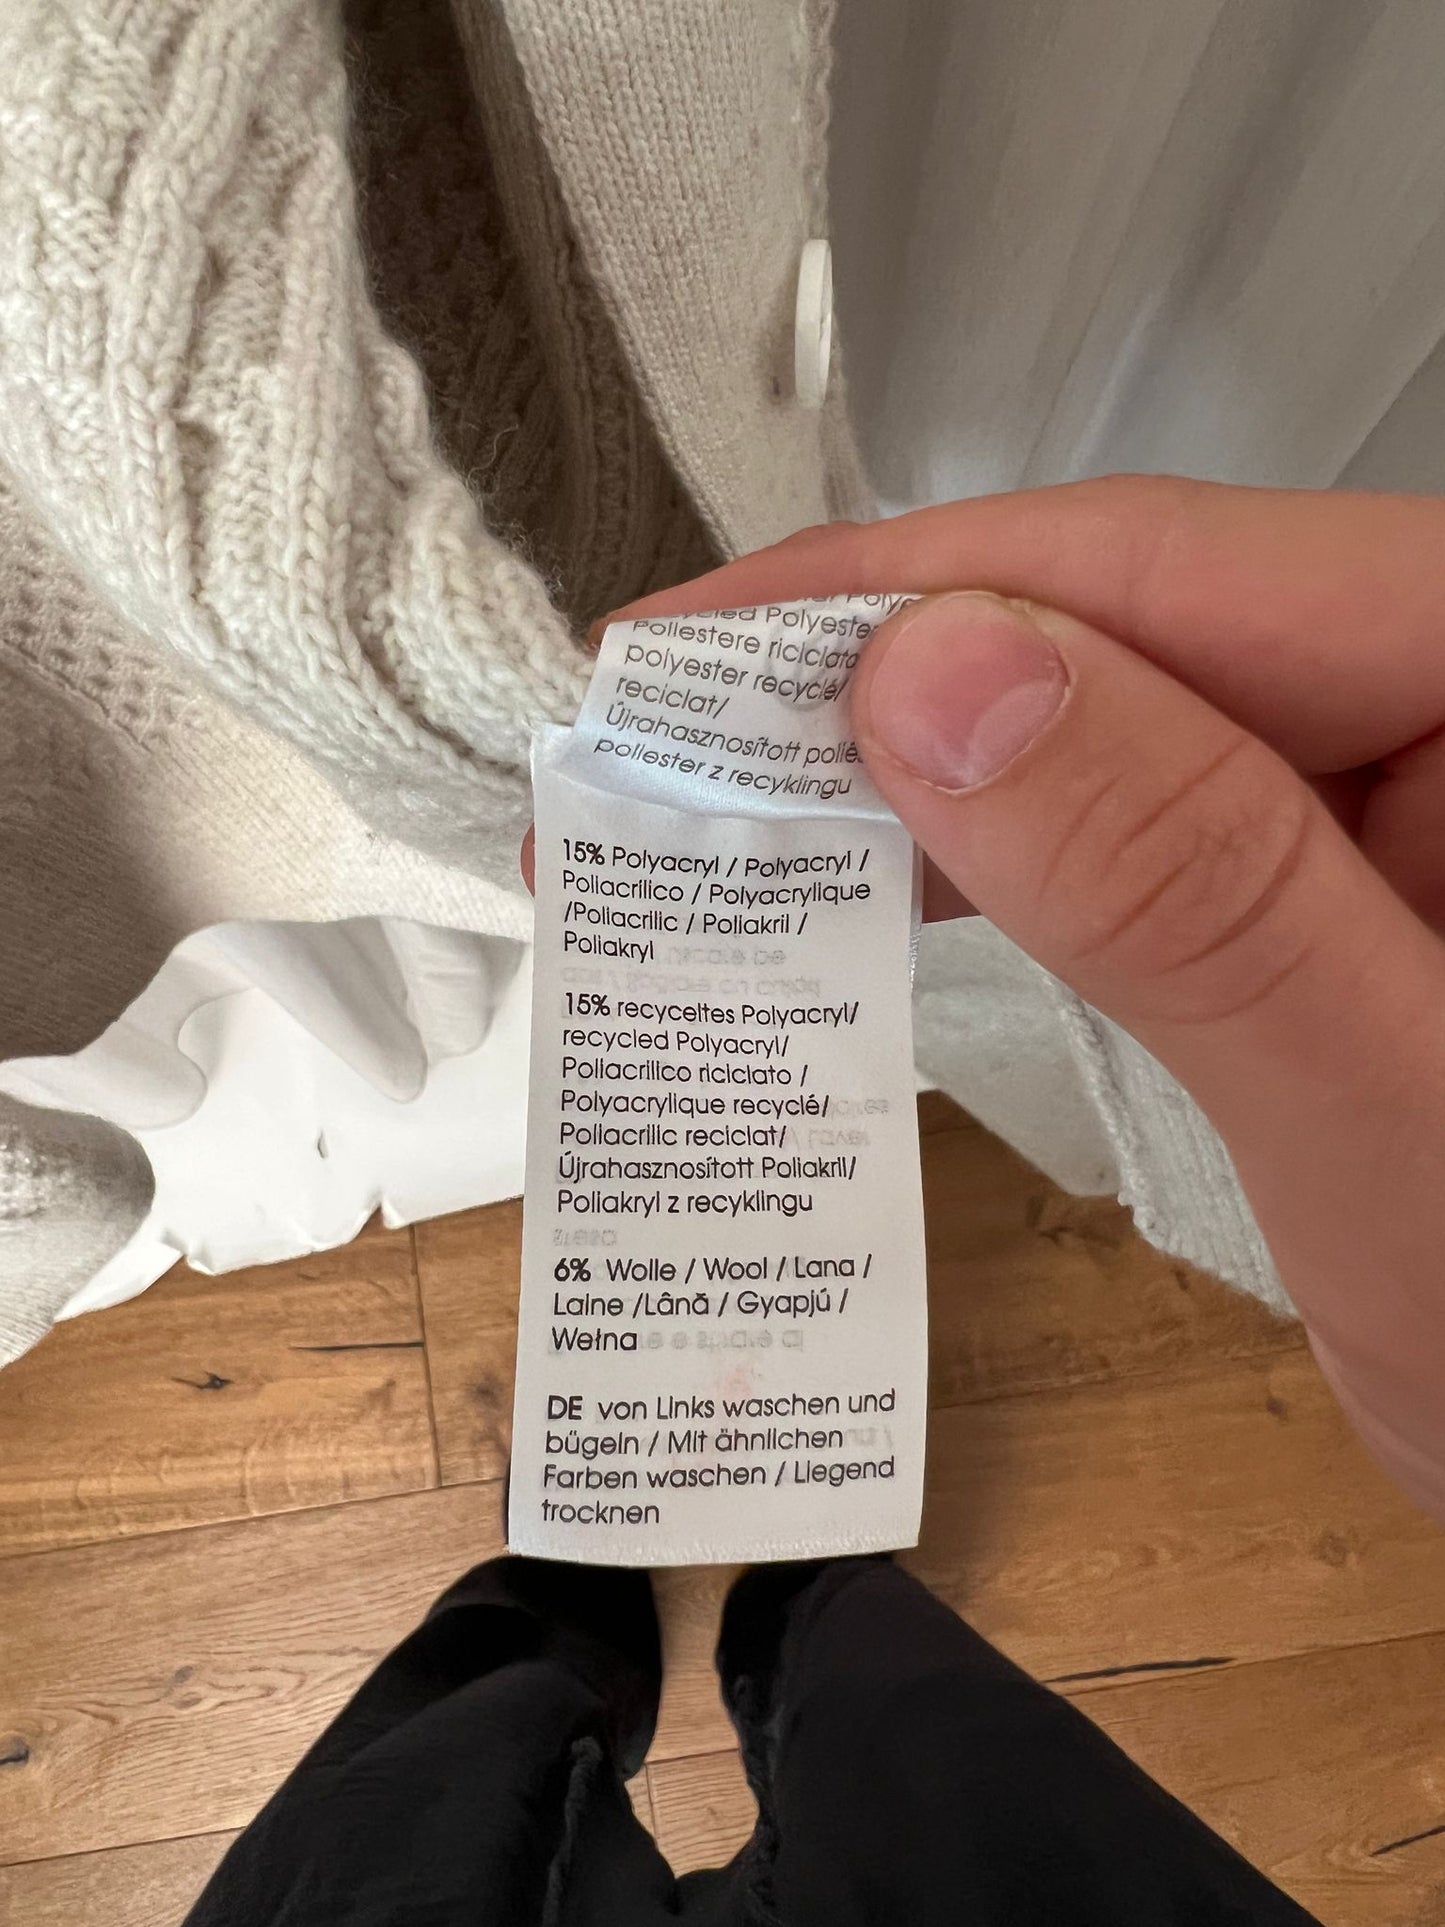 Polyester
Poliestere riciclato
polyester recyclé/
reciclat/
Újrahasznosított
poliester z recyklingu
15% Polyacryl / Polyacryl /
Poliacrilico / Polyacrylique
/Poliacrilic / Poliakril /
Poliakryl
15% recyceltes Polyacryl/
recycled Polyacryl/
Poliacrilico riciclato /
Polyacrylique recyclé/
Poliacrilic reciclat/
Újrahasznosított Poliakril/
Poliakryl z recyklingu
6% Wolle / Wool / Lana /
Laine /Lână / Gyapjú /
Wełna
DE von Links waschen und
bügeln / Mit ähnlichen
Farben waschen / Liegend
trocknen